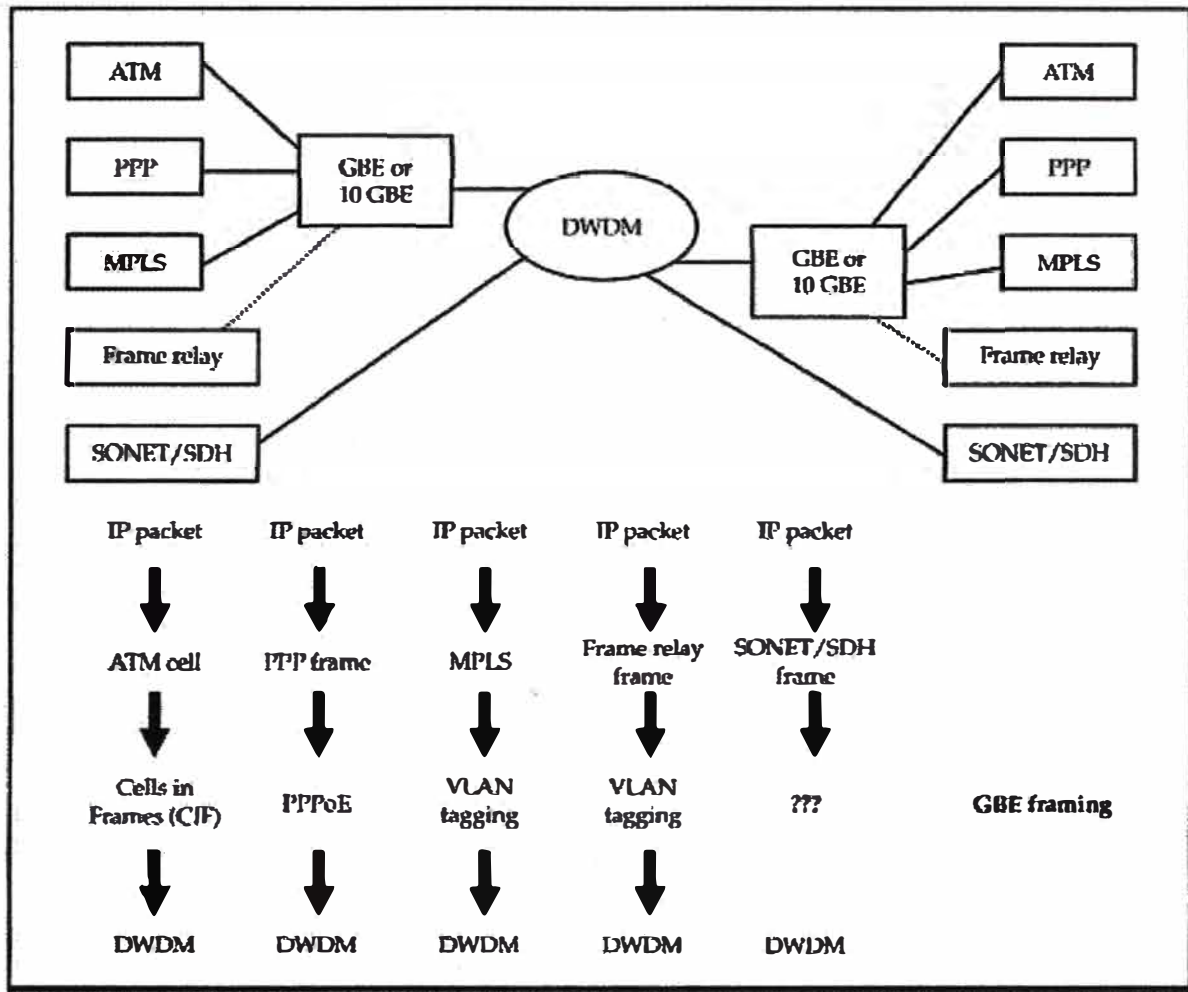 ATM
ATM
PPP
GBE or
10 GBE
PPP
DWDM
MPLS
GBE or
10 GBE
MPLS
Frame relay
Frame relay
SONET/SDH
SONET/SDH
IP packet
IP packet
IP packet
IP packet
IP packet
ATM cell
PPP frame
MPLS
Frame relay
frame
SONET/SDH
frame
Cells in
Frames (CIF)
PPPoE
VLAN
tagging
VLAN
tagging
???
GBE framing
DWDM
DWDM
DWDM
DWDM
DWDM